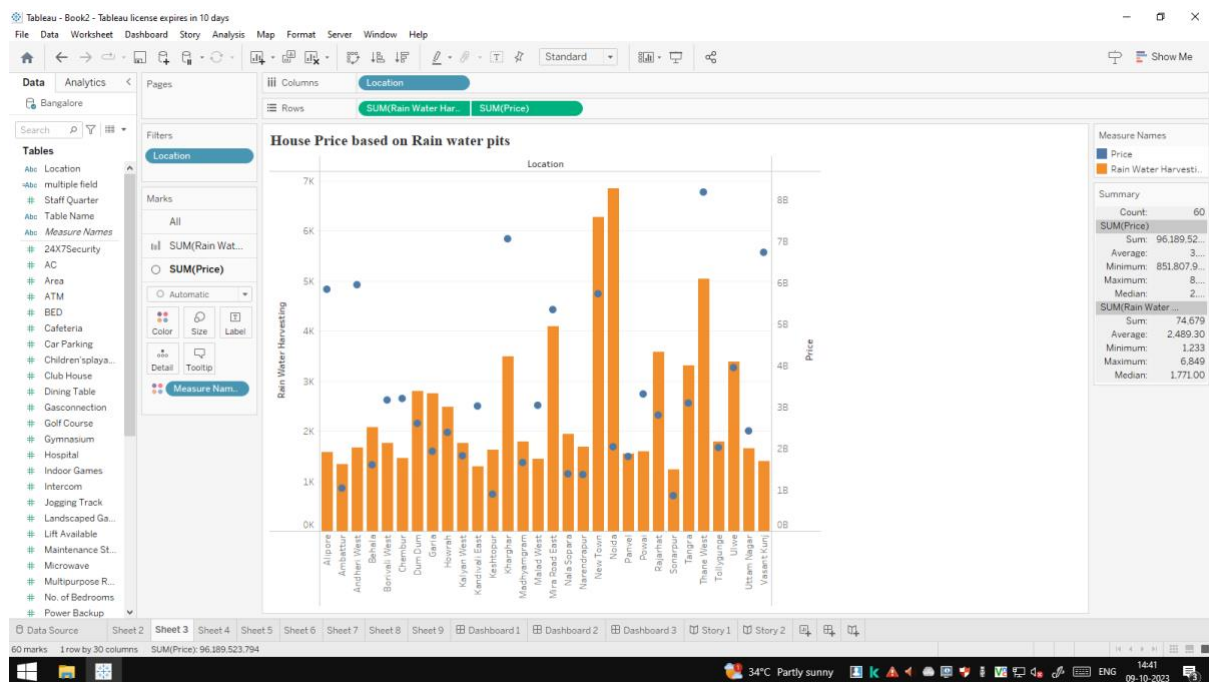 Tableau - Book2 - Tableau license expires in 10 days
File Data Worksheet Dashboard Story Analysis Map Format Server Window Help
Standard
Show Me
Data Analytics
Bangalore
Search
Tables
Abc Location
=Abc multiple field
# Staff Quarter
Abc Table Name
Abc Measure Names
# 24X7Security
# AC
# Area
# ATM
# BED
# Cafeteria
# Car Parking
# Children'splaya...
# Club House
# Dining Table
# Gasconnection
# Golf Course
# Gymnasium
# Hospital
# Indoor Games
# Intercom
# Jogging Track
# Landscaped Ga...
# Lift Available
# Maintenance St...
# Microwave
# Multipurpose R...
# No. of Bedrooms
# Power Backup
Pages
Filters
Location
Marks
All
SUM(Rain Wat...
SUM(Price)
Automatic
Color Size Label
Detail Tooltip
Measure Nam..
Columns Location
Rows SUM(Rain Water Har.. SUM(Price)
House Price based on Rain water pits
Location
Rain Water Harvesting
7K
6K
5K
4K
3K
2K
1K
0K
8B
7B
6B
5B
4B
3B
2B
1B
0B
Price
Alipore
Ambattur
Andheri West
Behala
Borivali West
Chembur
Dum Dum
Garia
Howrah
Kalyan West
Kandivali East
Keshtopur
Kharghar
Madhyamgram
Malad West
Mira Road East
Nala Sopara
Narendrapur
New Town
Noida
Panvel
Powai
Rajarhat
Sonarpur
Tangra
Thane West
Tollygunge
Ulwe
Uttam Nagar
Vasant Kunj
Measure Names
Price
Rain Water Harvesti..
Summary
Count: 60
SUM(Price)
Sum: 96,189,52...
Average: 3....
Minimum: 851,807,9...
Maximum: 8....
Median: 2....
SUM(Rain Water ...
Sum: 74,679
Average: 2,489.30
Minimum: 1,233
Maximum: 6,849
Median: 1,771.00
Data Source Sheet 2 Sheet 3 Sheet 4 Sheet 5 Sheet 6 Sheet 7 Sheet 8 Sheet 9 Dashboard 1 Dashboard 2 Dashboard 3 Story 1 Story 2
60 marks 1 row by 30 columns SUM(Price): 96,189,523,794
34°C Partly sunny ENG 14:41
09-10-2023